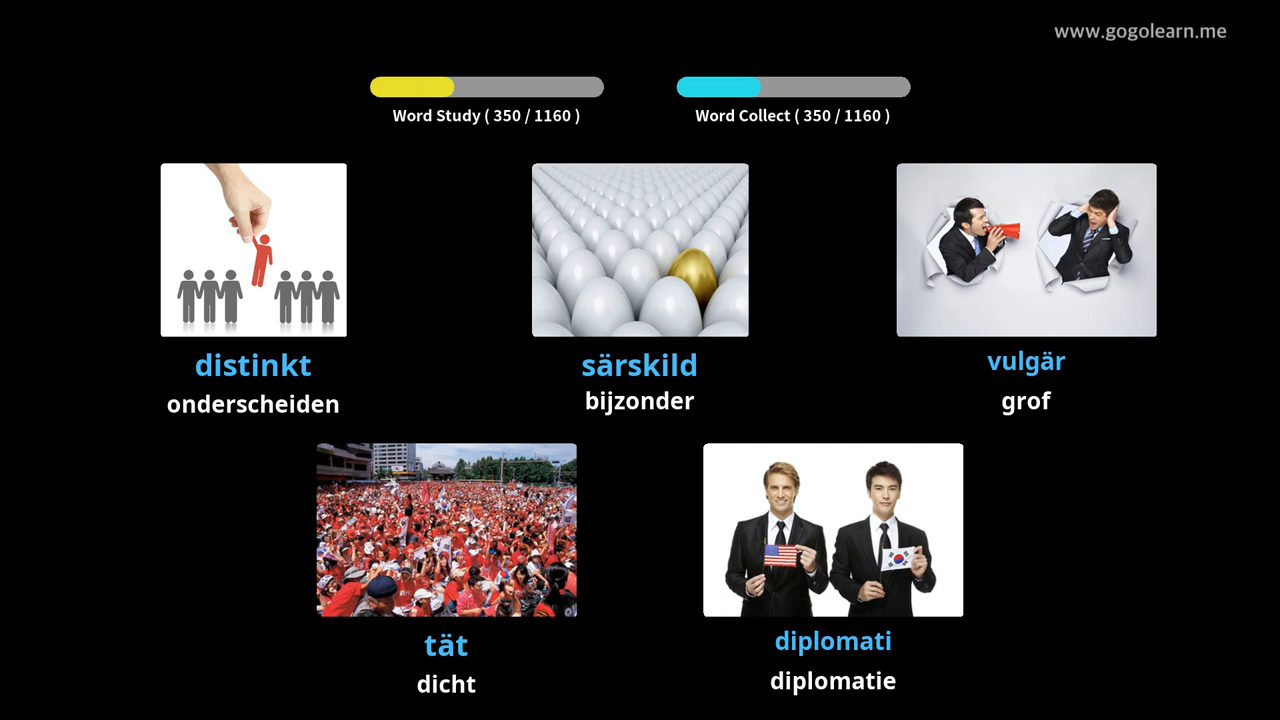 www.gogolearn.me
Word Study ( 350 / 1160 )
Word Collect ( 350 / 1160 )
distinkt
onderscheiden
särskild
bijzonder
vulgär
grof
tät
dicht
diplomati
diplomatie